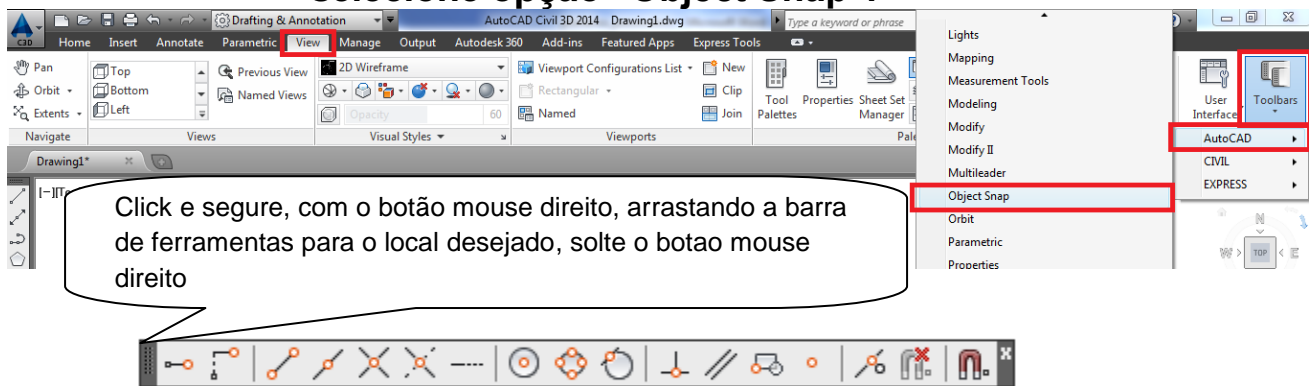 AutoCAD Civil 3D 2014 Drawing1.dwg
Drafting & Annotation
Type a keyword or phrase
C3D
Home Insert Annotate Parametric View Manage Output Autodesk 360 Add-ins Featured Apps Express Tools
Pan
Orbit
Extents
Navigate
Top
Bottom
Left
Previous View
Named Views
Views
2D Wireframe
Opacity 60
Visual Styles
Viewport Configurations List
Rectangular
Named
New
Clip
Join
Viewports
Tool
Palettes
Properties
Sheet Set
Manager
Lights
Mapping
Measurement Tools
Modeling
Modify
Modify II
Multileader
Object Snap
Orbit
Parametric
Properties
User
Interface
Toolbars
AutoCAD
CIVIL
EXPRESS
Drawing1*
N
W TOP E
Click e segure, com o botão mouse direito, arrastando a barra
de ferramentas para o local desejado, solte o botao mouse
direito